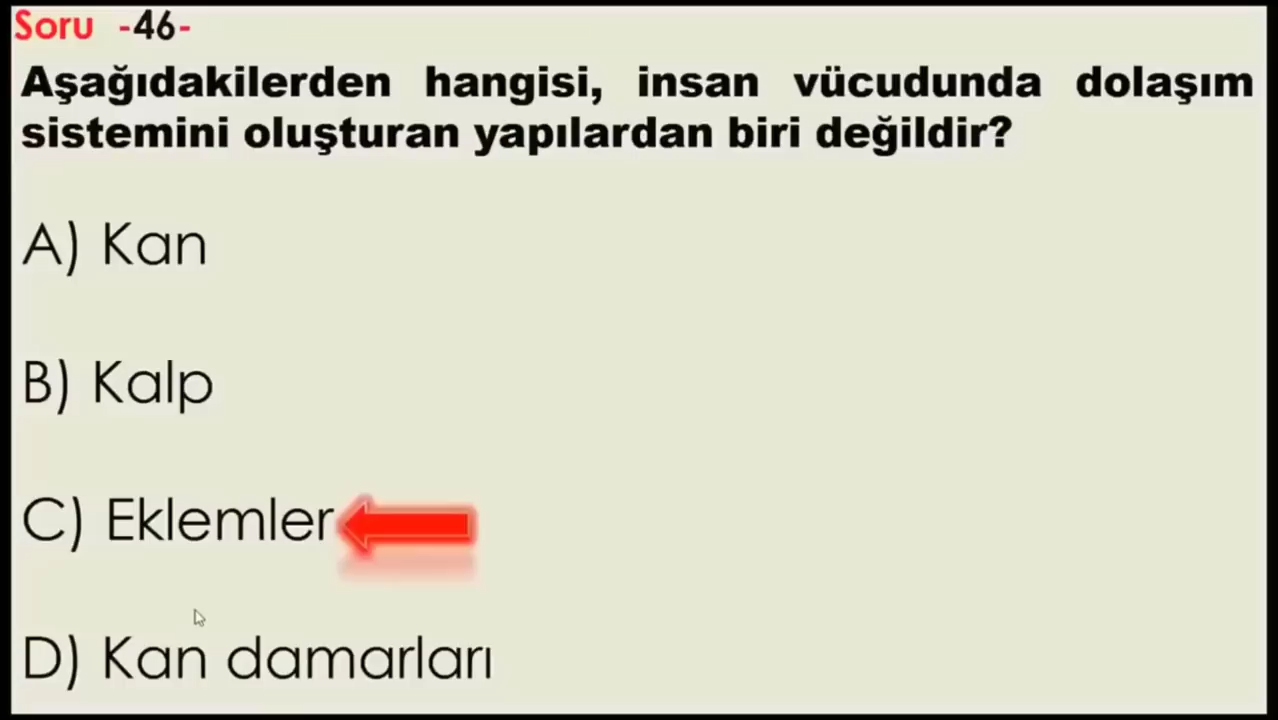 Soru -46-
Aşağıdakilerden hangisi, insan vücudunda dolaşım
sistemini oluşturan yapılardan biri değildir?
A) Kan
B) Kalp
C) Eklemler
D) Kan damarları